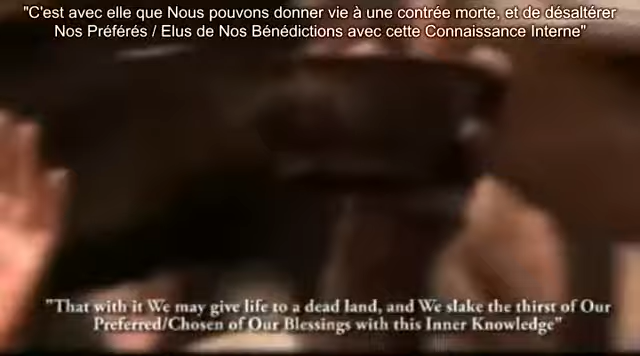 "C'est avec elle que Nous pouvons donner vie à une contrée morte, et de désaltérer
Nos Préférés / Elus de Nos Bénédictions avec cette Connaissance Interne"
"That with it We may give life to a dead land, and We slake the thirst of Our
Preferred/Chosen of Our Blessings with this Inner Knowledge"